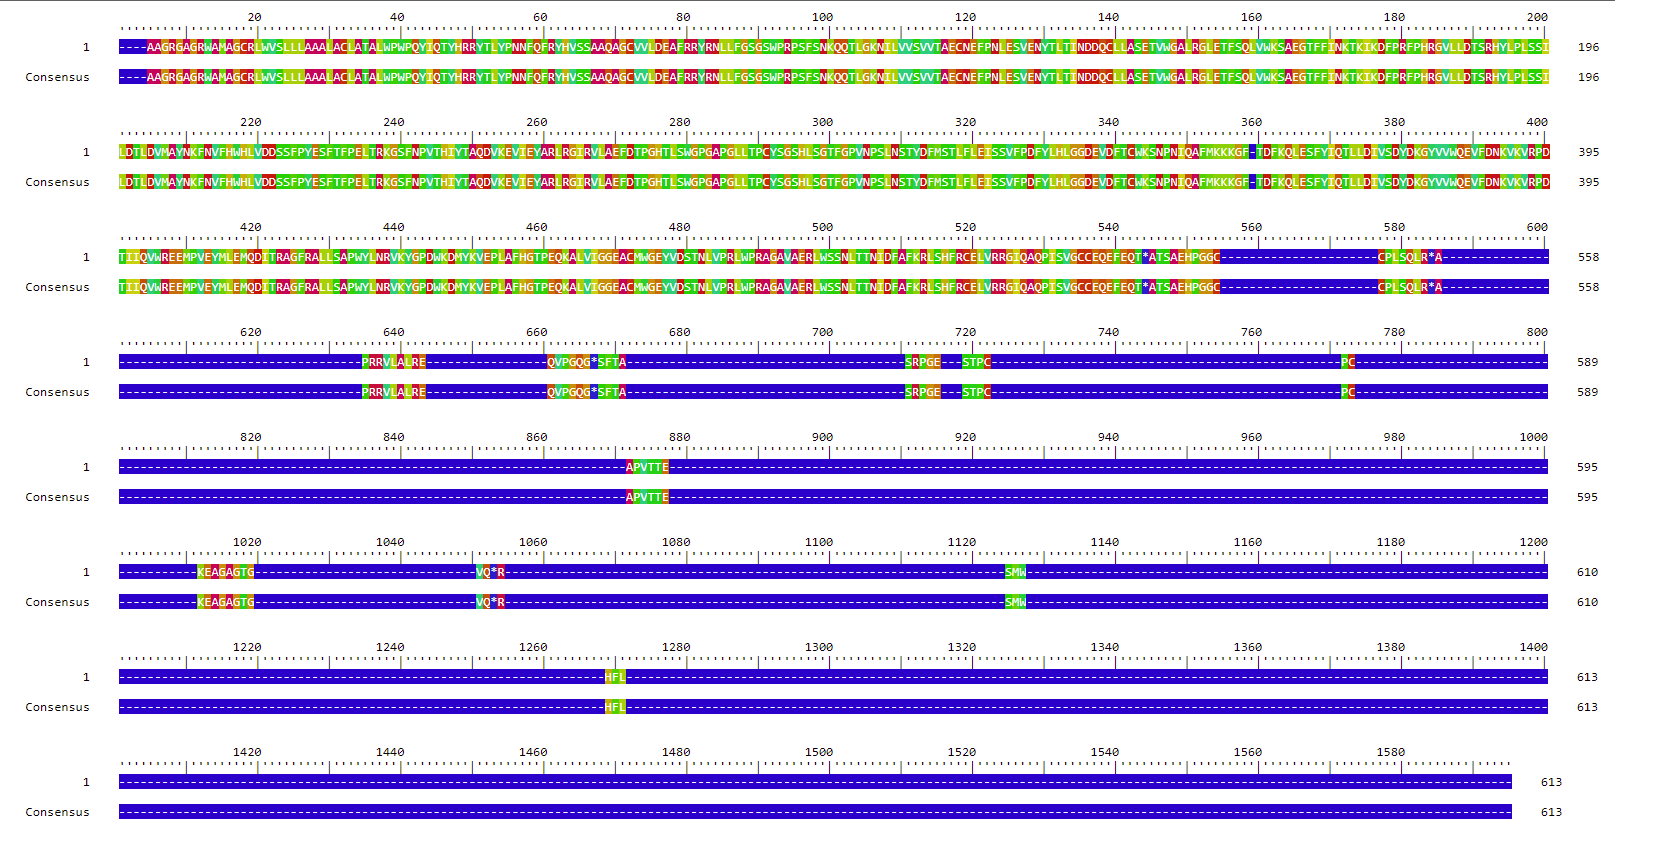 20 40 60 80 100 120 140 160 180 200
1 ----AAGRGAGRWAMAGCRLWVSLLLAAALACLATALWPWPQYIQTYHRRYTLYPNNFQFRYHVSSAAQAGCVVLDEAFRRYRNLLFGSGSWPRPSFSNKQQTLGKNILVVSVVTAECNEFPNLESVENYTLTINDDQCLLASETVWGALRGLETFSQLVWKSAEGTFFINKTKIKDFPRFPHRGVLLDTSRHYLPLSSI 196
Consensus ----AAGRGAGRWAMAGCRLWVSLLLAAALACLATALWPWPQYIQTYHRRYTLYPNNFQFRYHVSSAAQAGCVVLDEAFRRYRNLLFGSGSWPRPSFSNKQQTLGKNILVVSVVTAECNEFPNLESVENYTLTINDDQCLLASETVWGALRGLETFSQLVWKSAEGTFFINKTKIKDFPRFPHRGVLLDTSRHYLPLSSI 196
220 240 260 280 300 320 340 360 380 400
1 LDTLDVMAYNKFNVFHWHLVDDSSFPYESFTFPELTRKGSFNPVTHIYTAQDVKEVIEYARLRGIRVLAEFDTPGHTLSWGPGAPGLLTPCYSGSHLSGTFGPVNPSLNSTYDFMSTLFLEISSVFPDFYLHLGGDEVDFTCWKSNPNIQAFMKKKGF-TDFKQLESFYIQTLLDIVSDYDKGYVVWQEVFDNKVKVRPD 395
Consensus LDTLDVMAYNKFNVFHWHLVDDSSFPYESFTFPELTRKGSFNPVTHIYTAQDVKEVIEYARLRGIRVLAEFDTPGHTLSWGPGAPGLLTPCYSGSHLSGTFGPVNPSLNSTYDFMSTLFLEISSVFPDFYLHLGGDEVDFTCWKSNPNIQAFMKKKGF-TDFKQLESFYIQTLLDIVSDYDKGYVVWQEVFDNKVKVRPD 395
420 440 460 480 500 520 540 560 580 600
1 TIIQVWREEMPVEYMLEMQDITRAGFRALLSAPWYLNRVKYGPDWKDMYKVEPLAFHGTPEQKALVIGGEACMWGEYVDSTNLVPRLWPRAGAVAERLWSSNLTTNIDFAFKRLSHFRCELVRRGIQAQPISVGCCEQEFEQT*ATSAEHPGGC----------------------CPLSQLR*A--------------- 558
Consensus TIIQVWREEMPVEYMLEMQDITRAGFRALLSAPWYLNRVKYGPDWKDMYKVEPLAFHGTPEQKALVIGGEACMWGEYVDSTNLVPRLWPRAGAVAERLWSSNLTTNIDFAFKRLSHFRCELVRRGIQAQPISVGCCEQEFEQT*ATSAEHPGGC----------------------CPLSQLR*A--------------- 558
620 640 660 680 700 720 740 760 780 800
1 ----------------------------------PRRVLALRE-----------------QVPGQG*SFTA---------------------------------------SRPGE---STPC-------------------------------------------------PC--------------------------- 589
Consensus ----------------------------------PRRVLALRE-----------------QVPGQG*SFTA---------------------------------------SRPGE---STPC-------------------------------------------------PC--------------------------- 589
820 840 860 880 900 920 940 960 980 1000
1 -----------------------------------------------------------------------APVTTE--------------------------------------------------------------------------------------------------------------------------- 595
Consensus -----------------------------------------------------------------------APVTTE--------------------------------------------------------------------------------------------------------------------------- 595
1020 1040 1060 1080 1100 1120 1140 1160 1180 1200
1 -----------KEAGAGTG-------------------------------VQ*R----------------------------------------------------------------------SMW------------------------------------------------------------------------- 610
Consensus -----------KEAGAGTG-------------------------------VQ*R----------------------------------------------------------------------SMW------------------------------------------------------------------------- 610
1220 1240 1260 1280 1300 1320 1340 1360 1380 1400
1 --------------------------------------------------------------------HFL--------------------------------------------------------------------------------------------------------------------------------- 613
Consensus --------------------------------------------------------------------HFL--------------------------------------------------------------------------------------------------------------------------------- 613
1420 1440 1460 1480 1500 1520 1540 1560 1580
1 --------------------------------------------------------------------------------------------------------------------------------------------------------------------------------------------------- 613
Consensus --------------------------------------------------------------------------------------------------------------------------------------------------------------------------------------------------- 613